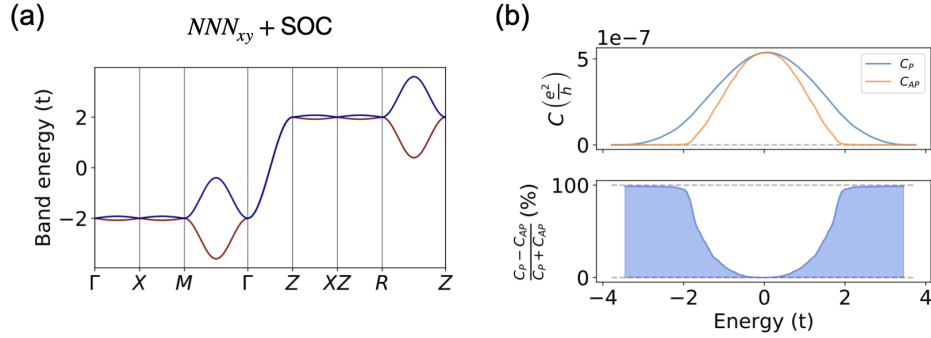 (a)
NNN_xy + SOC
Band energy (t)
2
0
−2
Γ X M Γ Z XZ R Z
(b)
1e−7
C (e²/h)
5
0
C_P
C_AP
(C_P − C_AP)/(C_P + C_AP) (%)
100
0
−4 −2 0 2 4
Energy (t)